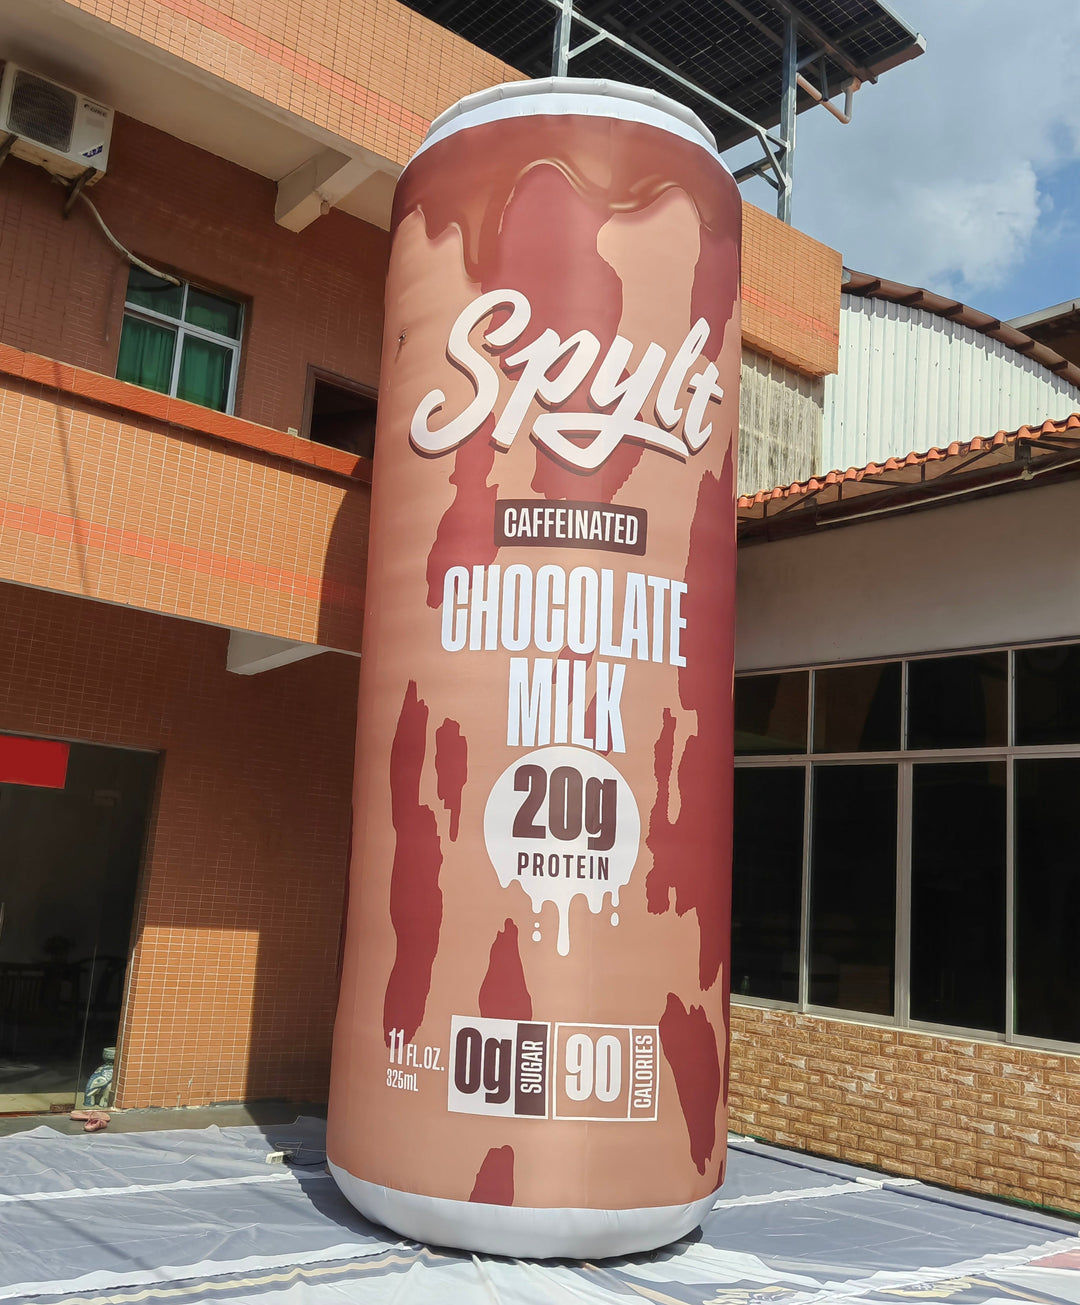 Spylt
CAFFEINATED
CHOCOLATE
MILK
20g
PROTEIN
11 FL.OZ.
325mL
0g SUGAR
90 CALORIES